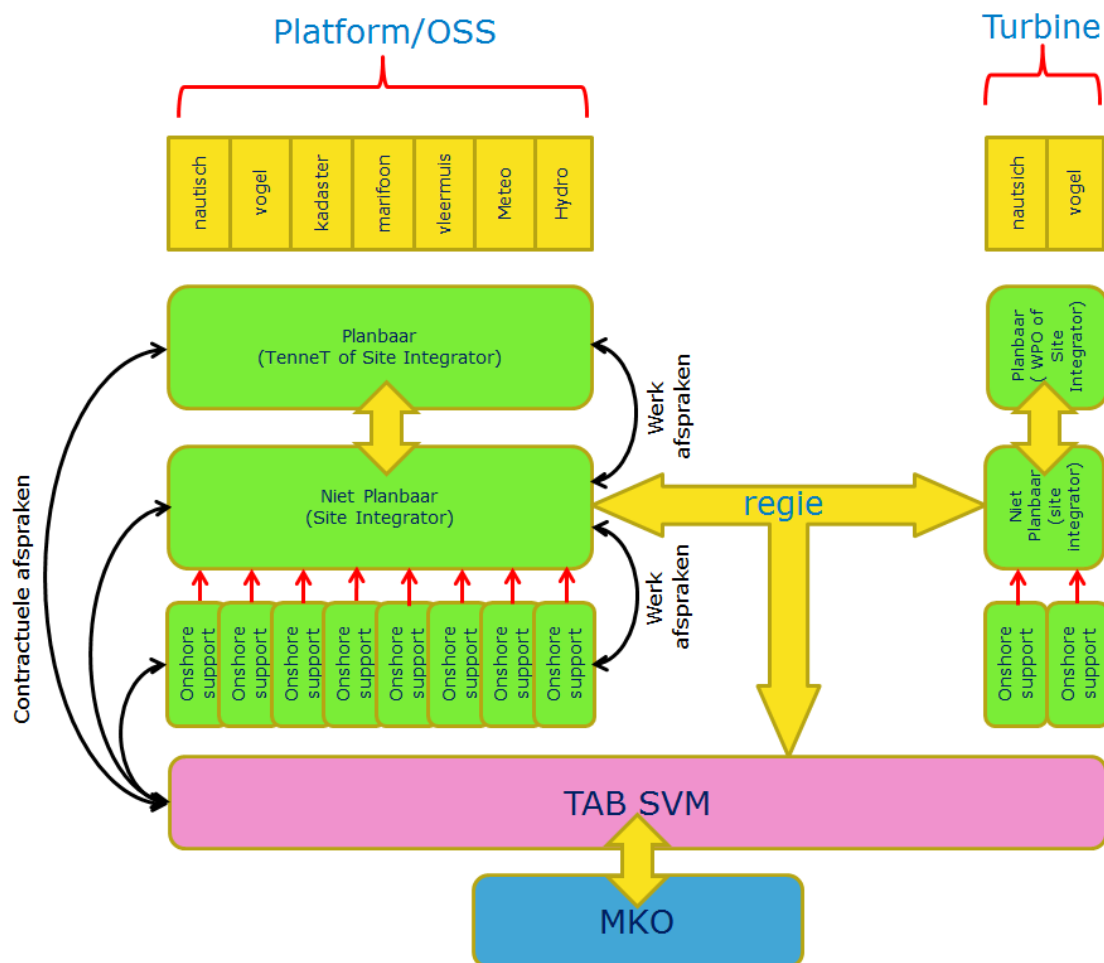 Platform/OSS
Turbine
nautisch
vogel
kadaster
marifoon
vleermuis
Meteo
Hydro
nautsich
vogel
Planbaar
(TenneT of Site Integrator)
Planbaar
( WPO of
Site
Integrator)
Werk
afspraken
Contractuele afspraken
Niet Planbaar
(Site Integrator)
regie
Niet
Planbaar
(site
integrator)
Werk
afspraken
Onshore
support
Onshore
support
Onshore
support
Onshore
support
Onshore
support
Onshore
support
Onshore
support
Onshore
support
Onshore
support
Onshore
support
TAB SVM
MKO